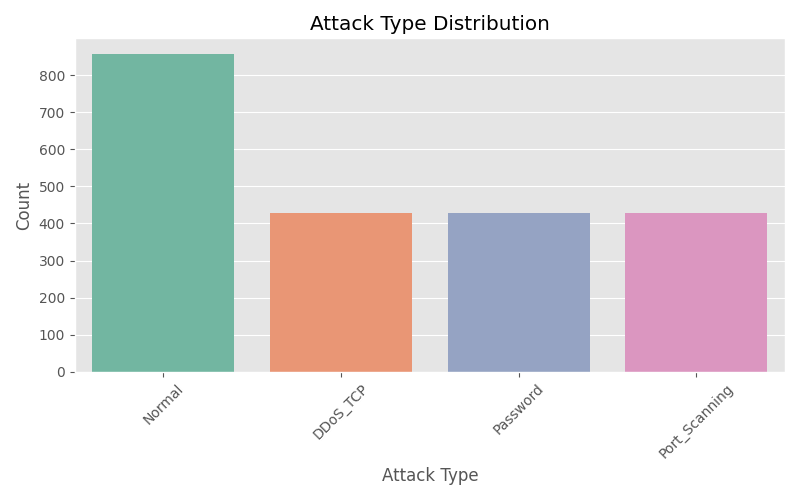 Attack Type Distribution
Count
800
700
600
500
400
300
200
100
0
Normal
DDoS_TCP
Password
Port_Scanning
Attack Type